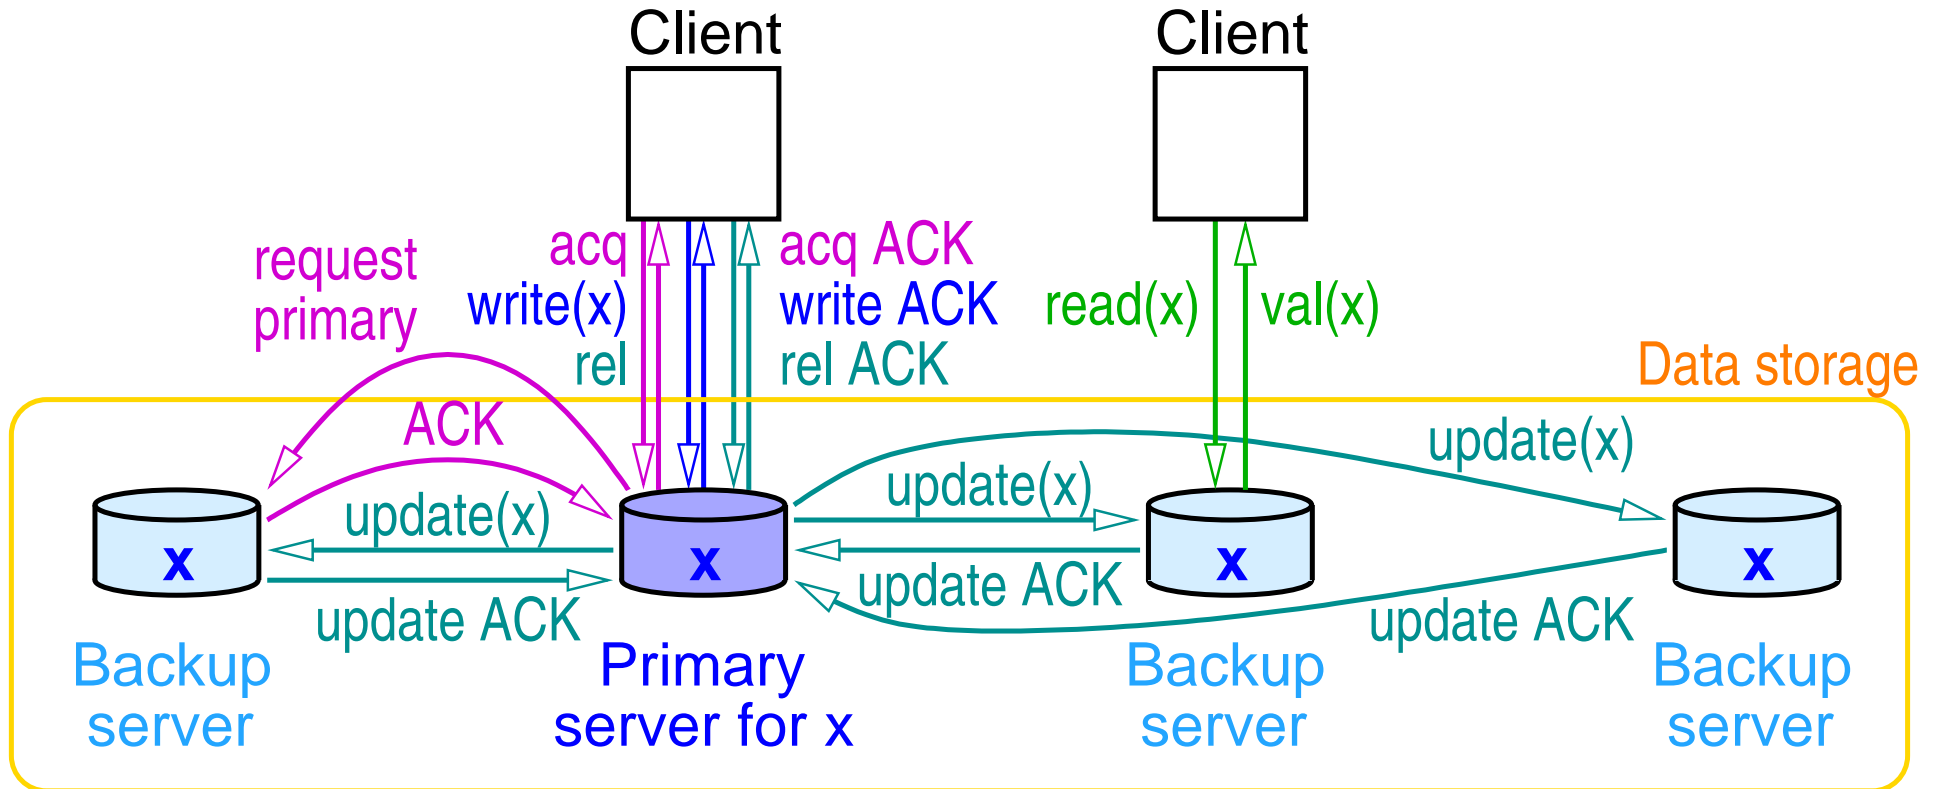 Client
Client
request
primary
acq
write(x)
rel
acq ACK
write ACK
rel ACK
read(x)
val(x)
Data storage
ACK
update(x)
update(x)
update(x)
x
x
x
x
update ACK
update ACK
update ACK
Backup
server
Primary
server for x
Backup
server
Backup
server